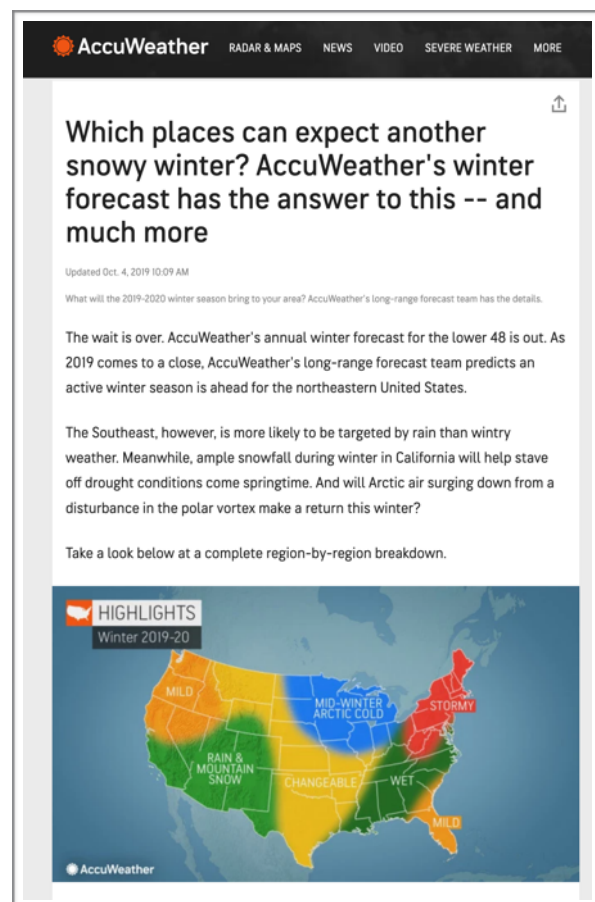 AccuWeather RADAR & MAPS NEWS VIDEO SEVERE WEATHER MORE
Which places can expect another
snowy winter? AccuWeather's winter
forecast has the answer to this -- and
much more
Updated Oct. 4, 2019 10:09 AM
What will the 2019-2020 winter season bring to your area? AccuWeather's long-range forecast team has the details.
The wait is over. AccuWeather's annual winter forecast for the lower 48 is out. As
2019 comes to a close, AccuWeather's long-range forecast team predicts an
active winter season is ahead for the northeastern United States.
The Southeast, however, is more likely to be targeted by rain than wintry
weather. Meanwhile, ample snowfall during winter in California will help stave
off drought conditions come springtime. And will Arctic air surging down from a
disturbance in the polar vortex make a return this winter?
Take a look below at a complete region-by-region breakdown.
HIGHLIGHTS
Winter 2019-20
MILD
MID-WINTER
ARCTIC COLD
STORMY
RAIN &
MOUNTAIN
SNOW
CHANGEABLE
WET
MILD
AccuWeather